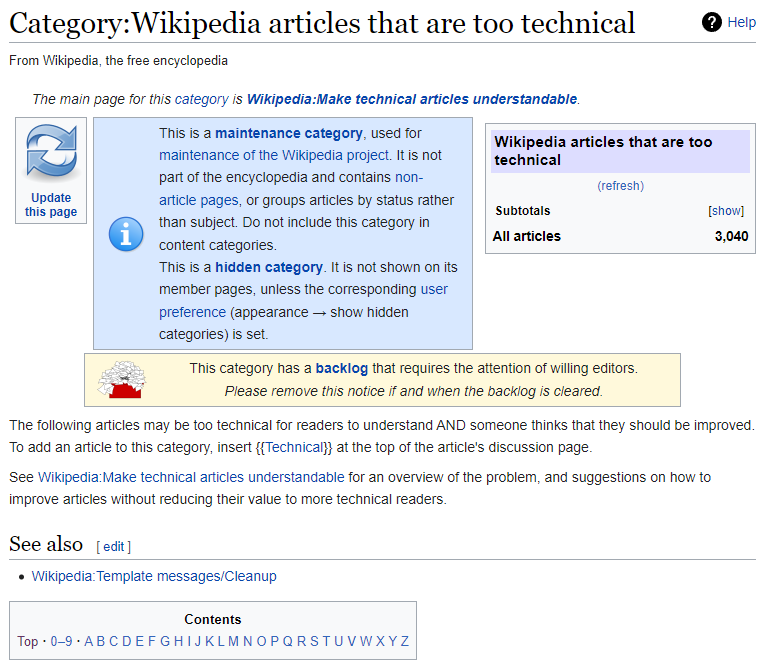 Category:Wikipedia articles that are too technical
Help
From Wikipedia, the free encyclopedia
The main page for this category is Wikipedia:Make technical articles understandable.
Update
this page
This is a maintenance category, used for
maintenance of the Wikipedia project. It is not
part of the encyclopedia and contains non-
article pages, or groups articles by status rather
than subject. Do not include this category in
content categories.
This is a hidden category. It is not shown on its
member pages, unless the corresponding user
preference (appearance → show hidden
categories) is set.
Wikipedia articles that are too
technical
(refresh)
Subtotals [show]
All articles 3,040
This category has a backlog that requires the attention of willing editors.
Please remove this notice if and when the backlog is cleared.
The following articles may be too technical for readers to understand AND someone thinks that they should be improved.
To add an article to this category, insert {{Technical}} at the top of the article's discussion page.
See Wikipedia:Make technical articles understandable for an overview of the problem, and suggestions on how to
improve articles without reducing their value to more technical readers.
See also [ edit ]
• Wikipedia:Template messages/Cleanup
Contents
Top · 0–9 · A B C D E F G H I J K L M N O P Q R S T U V W X Y Z